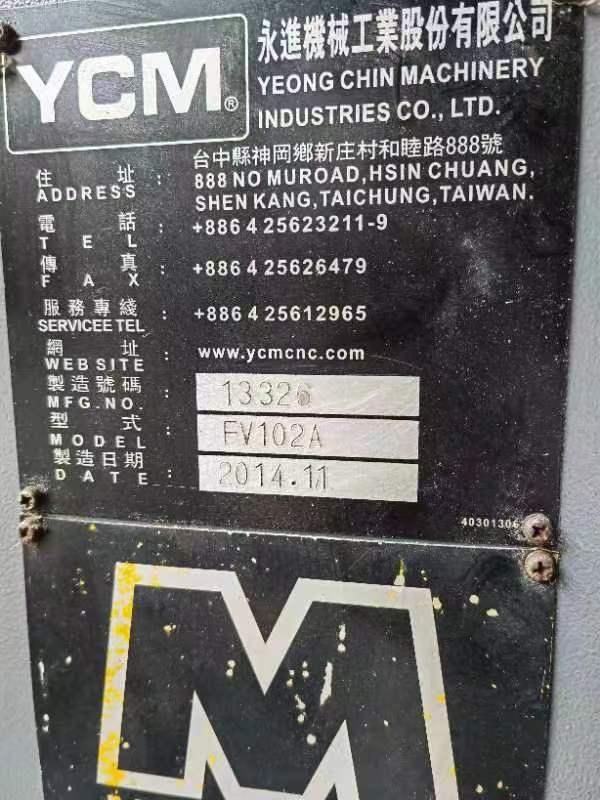 YCM®
永進機械工業股份有限公司
YEONG CHIN MACHINERY
INDUSTRIES CO., LTD.
住址：台中縣神岡鄉新庄村和睦路888號
ADDRESS 888 NO MUROAD,HSIN CHUANG,
SHEN KANG,TAICHUNG,TAIWAN.
電話：+886 4 25623211-9
TEL
傳真：+886 4 25626479
FAX
服務專綫：+886 4 25612965
SERVICEE TEL
網址：www.ycmcnc.com
WEBSITE
製造號碼：13326
MFG.NO.
型式：FV102A
MODEL
製造日期：2014.11
DATE
40301306
M